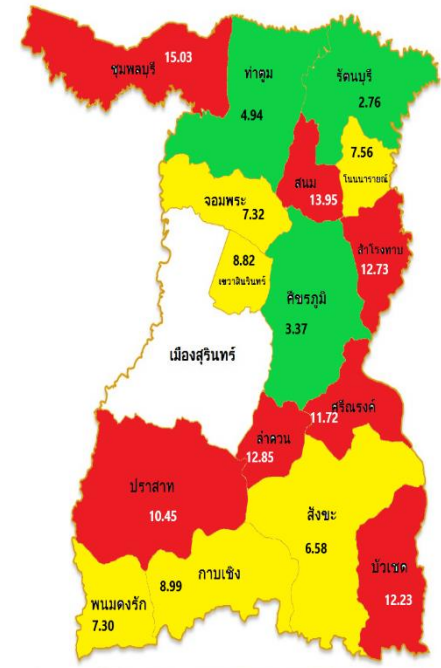 ชุมพลบุรี
15.03
ท่าตูม
4.94
รัตนบุรี
2.76
7.56
โนนนารายณ์
สนม
13.95
จอมพระ
7.32
สำโรงทาบ
12.73
8.82
เขวาสินรินทร์
ศีขรภูมิ
3.37
เมืองสุรินทร์
ศรีณรงค์
11.72
ลำดวน
12.85
ปราสาท
10.45
สังขะ
6.58
บัวเชด
12.23
กาบเชิง
8.99
พนมดงรัก
7.30